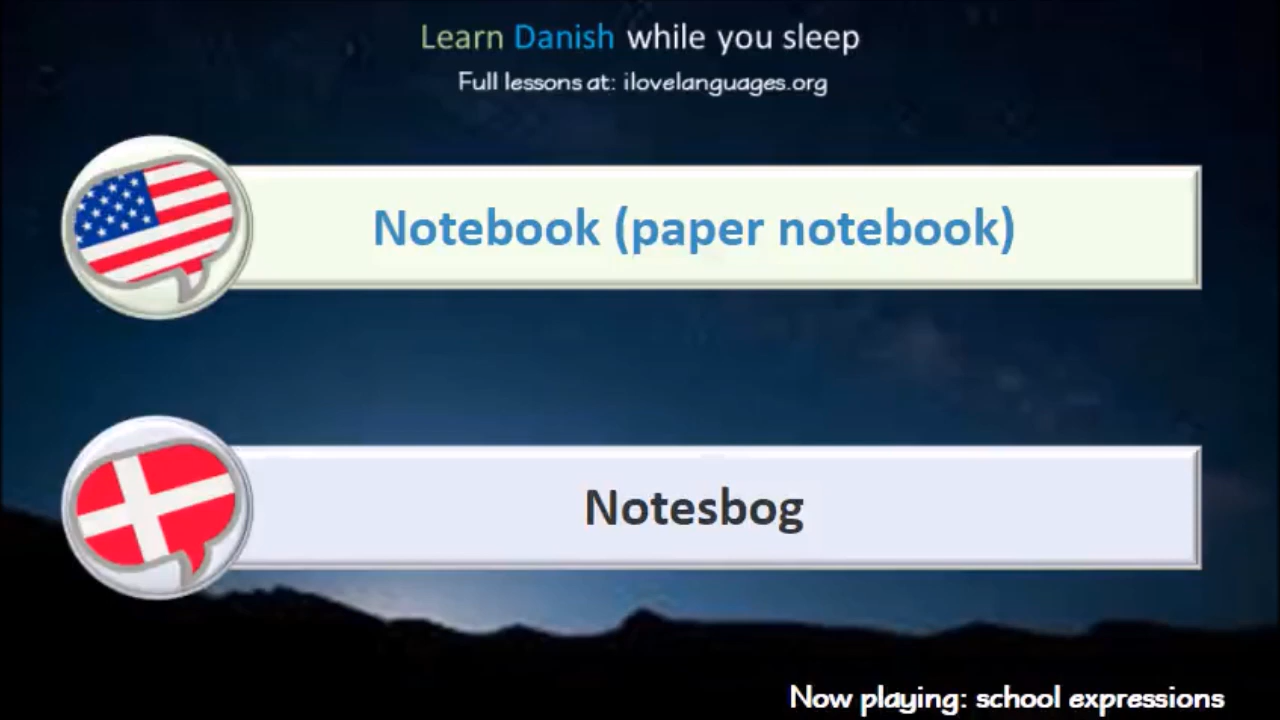 Learn Danish while you sleep
Full lessons at: ilovelanguages.org
Notebook (paper notebook)
Notesbog
Now playing: school expressions